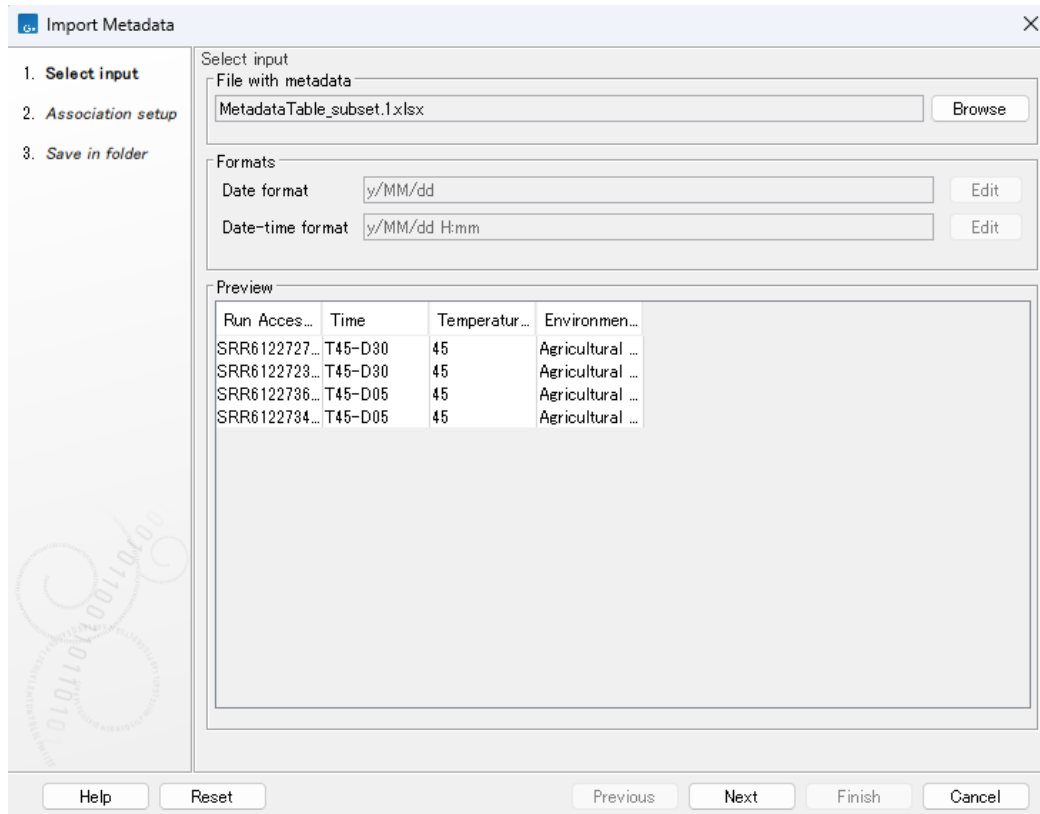 G.
Import Metadata
1. Select input
2. Association setup
3. Save in folder
Select input
File with metadata
MetadataTable_subset.1xlsx
Browse
Formats
Date format y/MM/dd Edit
Date-time format y/MM/dd H:mm Edit
Preview
Run Acces... Time Temperatur... Environmen...
SRR6122727... T45-D30 45 Agricultural ...
SRR6122723... T45-D30 45 Agricultural ...
SRR6122736... T45-D05 45 Agricultural ...
SRR6122734... T45-D05 45 Agricultural ...
Help Reset Previous Next Finish Cancel